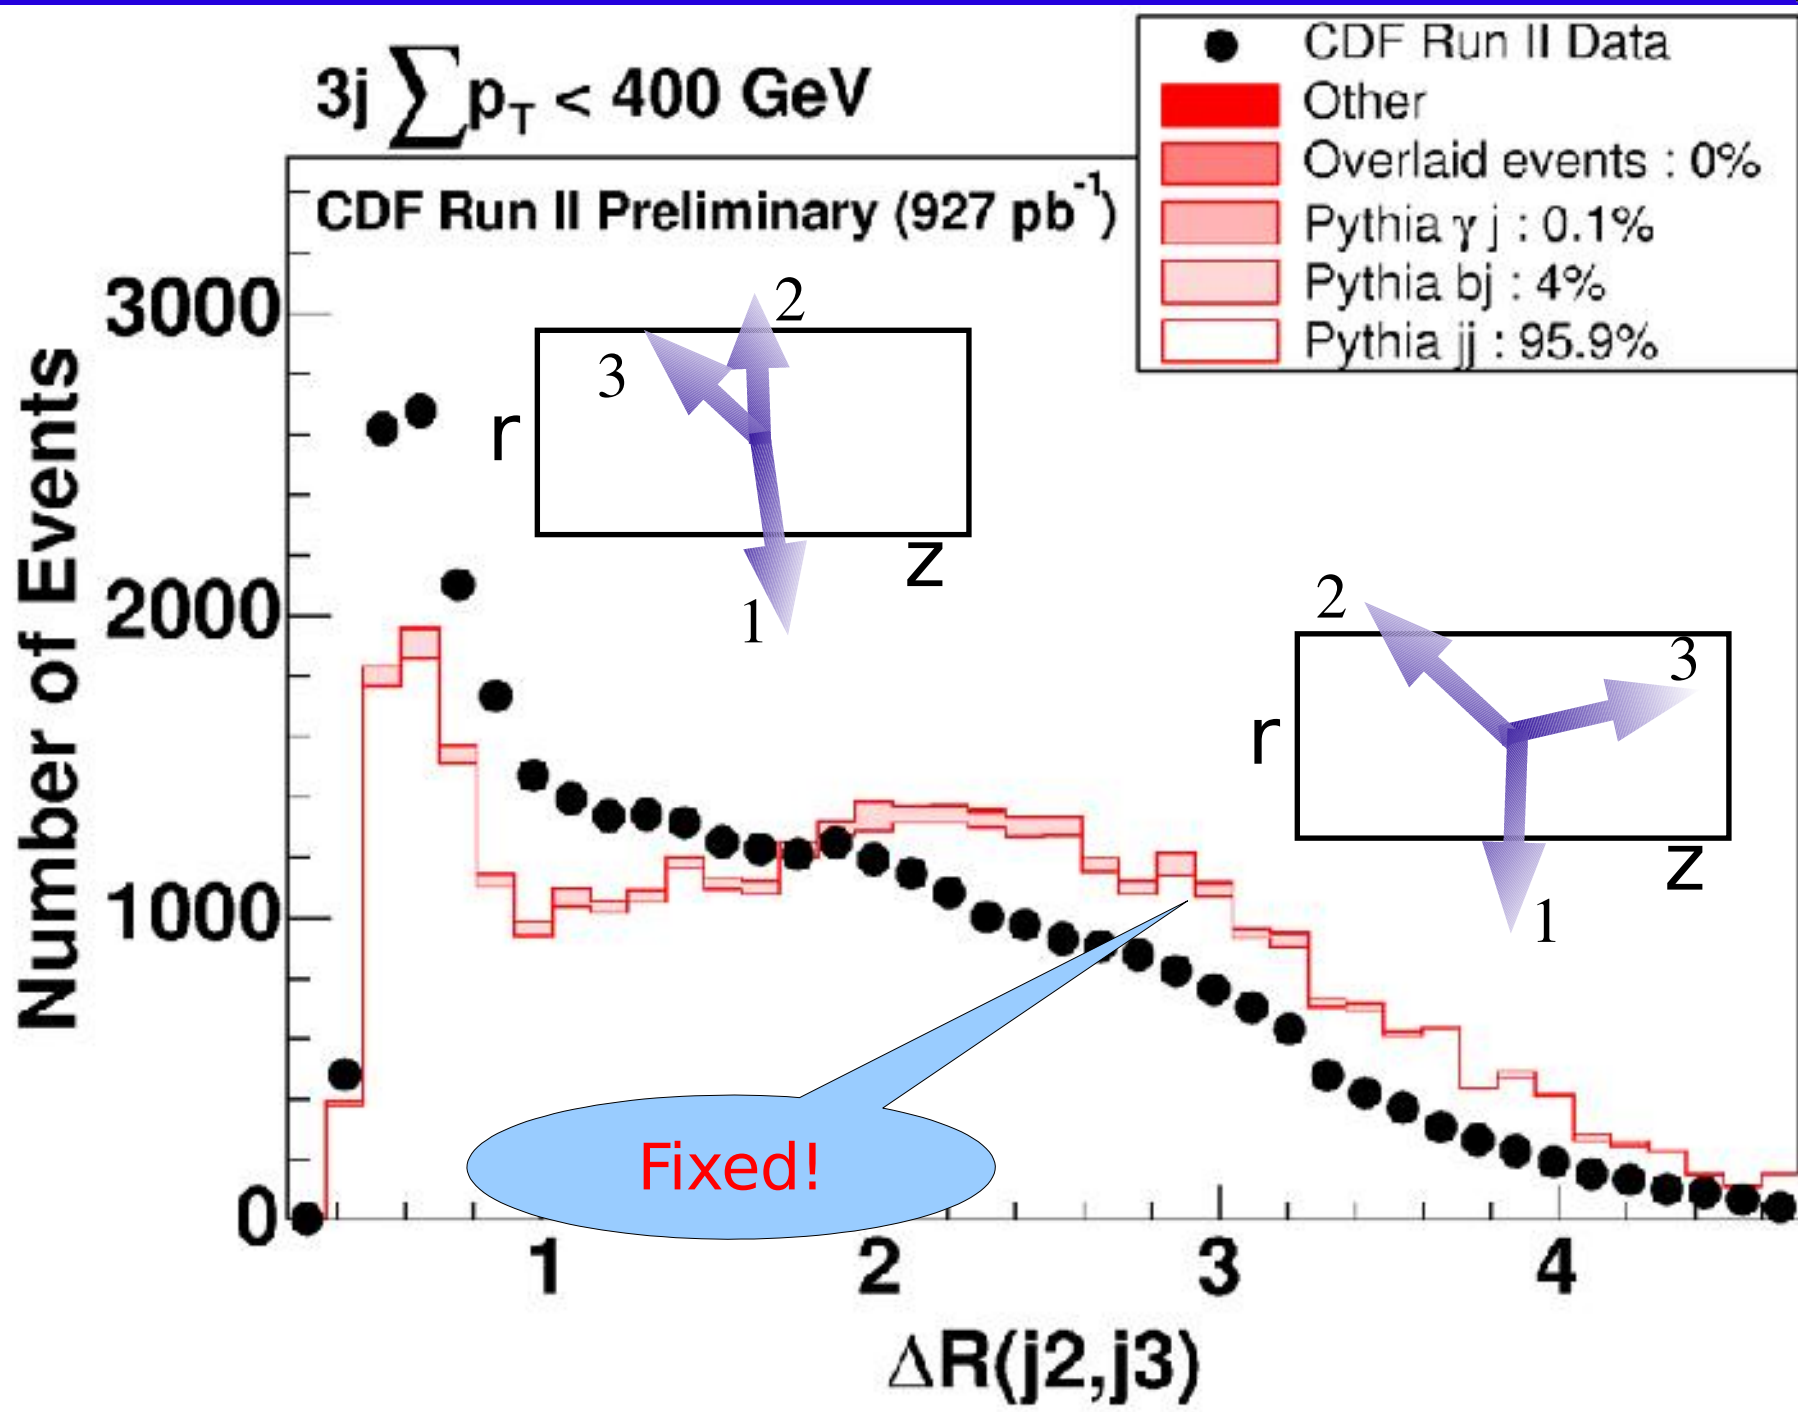 3j ∑p_T < 400 GeV
CDF Run II Data
Other
Overlaid events : 0%
Pythia γ j : 0.1%
Pythia bj : 4%
Pythia jj : 95.9%
CDF Run II Preliminary (927 pb^-1)
Number of Events
3000
2000
1000
0
2
3
r
z
1
2
3
r
z
1
Fixed!
1 2 3 4
ΔR(j2,j3)